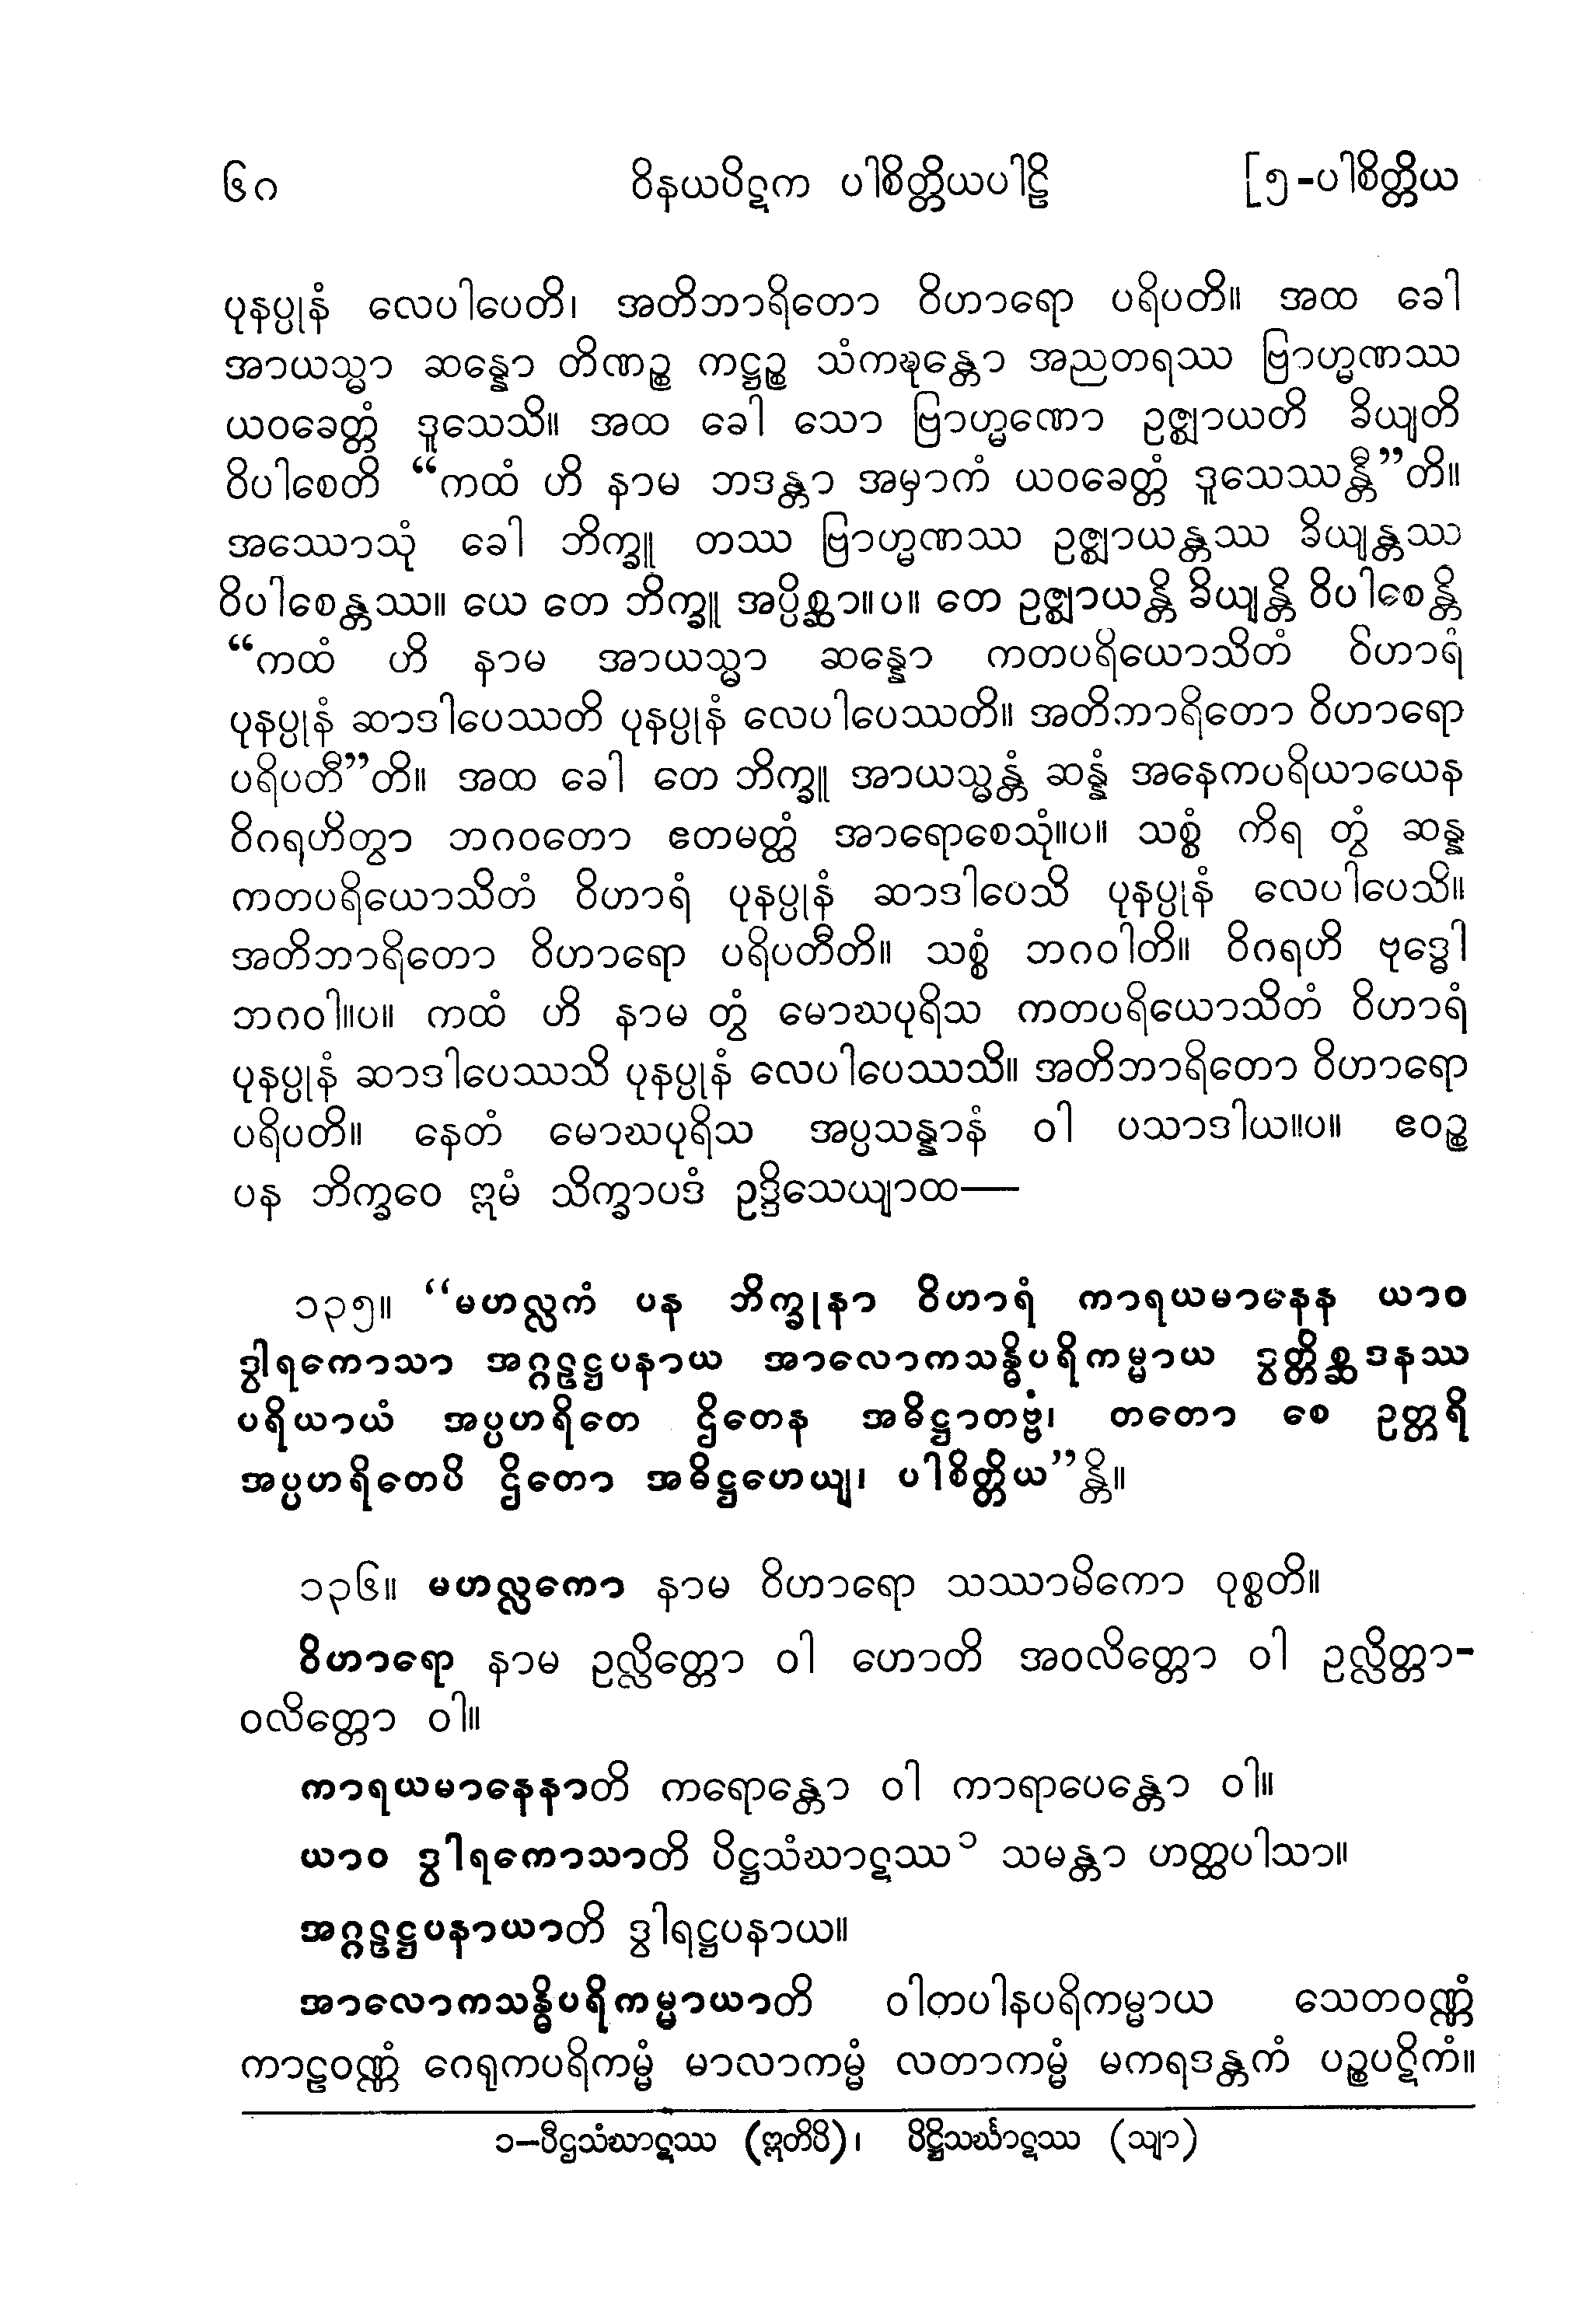 ၆ဂ ဝိနယပိဋက ပါစိတ္တိယပါဠိ [၅-ပါစိတ္တိယ
ပုနပ္ပုနံ လေပါပေတိ၊ အတိဘာရိတော ဝိဟာရော ပရိပတိ။ အထ ခေါ
အာယသ္မာ ဆန္နော တိဏဉ္စ ကဋ္ဌဉ္စ သံကဍ္ဎန္တော အညတရဿ ဗြာဟ္မဏဿ
ယဝခေတ္တံ ဒူသေသိ။ အထ ခေါ သော ဗြာဟ္မဏော ဥဇ္ဈာယတိ ခိယျတိ
ဝိပါစေတိ “ကထံ ဟိ နာမ ဘဒန္တာ အမှာကံ ယဝခေတ္တံ ဒူသေဿန္တီ”တိ။
အဿောသုံ ခေါ ဘိက္ခူ တဿ ဗြာဟ္မဏဿ ဥဇ္ဈာယန္တဿ ခိယျန္တဿ
ဝိပါစေန္တဿ။ ယေ တေ ဘိက္ခူ အပ္ပိစ္ဆာ။ပ။ တေ ဥဇ္ဈာယန္တိ ခိယျန္တိ ဝိပါစေန္တိ
“ကထံ ဟိ နာမ အာယသ္မာ ဆန္နော ကတပရိယောသိတံ ဝိဟာရံ
ပုနပ္ပုနံ ဆာဒါပေဿတိ ပုနပ္ပုနံ လေပါပေဿတိ။ အတိဘာရိတော ဝိဟာရော
ပရိပတီ”တိ။ အထ ခေါ တေ ဘိက္ခူ အာယသ္မန္တံ ဆန္နံ အနေကပရိယာယေန
ဝိဂရဟိတွာ ဘဂဝတော ဧတမတ္ထံ အာရောစေသုံ။ပ။ သစ္စံ ကိရ တွံ ဆန္န
ကတပရိယောသိတံ ဝိဟာရံ ပုနပ္ပုနံ ဆာဒါပေသိ ပုနပ္ပုနံ လေပါပေသိ။
အတိဘာရိတော ဝိဟာရော ပရိပတီတိ။ သစ္စံ ဘဂဝါတိ။ ဝိဂရဟိ ဗုဒ္ဓေါ
ဘဂဝါ။ပ။ ကထံ ဟိ နာမ တွံ မောဃပုရိသ ကတပရိယောသိတံ ဝိဟာရံ
ပုနပ္ပုနံ ဆာဒါပေဿသိ ပုနပ္ပုနံ လေပါပေဿသိ။ အတိဘာရိတော ဝိဟာရော
ပရိပတိ။ နေတံ မောဃပုရိသ အပ္ပသန္နာနံ ဝါ ပသာဒါယ။ပ။ ဧဝဉ္စ
ပန ဘိက္ခဝေ ဣမံ သိက္ခာပဒံ ဥဒ္ဒိသေယျာထ—
၁၃၅။ “မဟလ္လကံ ပန ဘိက္ခုနာ ဝိဟာရံ ကာရယမာနေန ယာဝ
ဒွါရကောသာ အဂ္ဂဠဋ္ဌပနာယ အာလောကသန္ဓိပရိကမ္မာယ ဒွတ္တိစ္ဆဒနဿ
ပရိယာယံ အပ္ပဟရိတေ ဌိတေန အဓိဋ္ဌာတဗ္ဗံ၊ တတော စေ ဥတ္တရိ
အပ္ပဟရိတေပိ ဌိတော အဓိဋ္ဌဟေယျ၊ ပါစိတ္တိယ”န္တိ။
၁၃၆။ မဟလ္လကော နာမ ဝိဟာရော သဿာမိကော ဝုစ္စတိ။
ဝိဟာရော နာမ ဥလ္လိတ္တော ဝါ ဟောတိ အဝလိတ္တော ဝါ ဥလ္လိတ္တာ-
ဝလိတ္တော ဝါ။
ကာရယမာနေနာတိ ကရောန္တော ဝါ ကာရာပေန္တော ဝါ။
ယာဝ ဒွါရကောသာတိ ပိဋ္ဌသံဃာဋဿ ၁ သမန္တာ ဟတ္ထပါသာ။
အဂ္ဂဠဋ္ဌပနာယာတိ ဒွါရဋ္ဌပနာယ။
အာလောကသန္ဓိပရိကမ္မာယာတိ ဝါတပါနပရိကမ္မာယ သေတဝဏ္ဏံ
ကာဠဝဏ္ဏံ ဂေရုကပရိကမ္မံ မာလာကမ္မံ လတာကမ္မံ မကရဒန္တကံ ပဉ္စပဋိကံ။
၁—ပီဌသံဃာဋဿ (ဣတိပိ)၊ ပိဋ္ဌိသင်္ဃာဋဿ (သျာ)